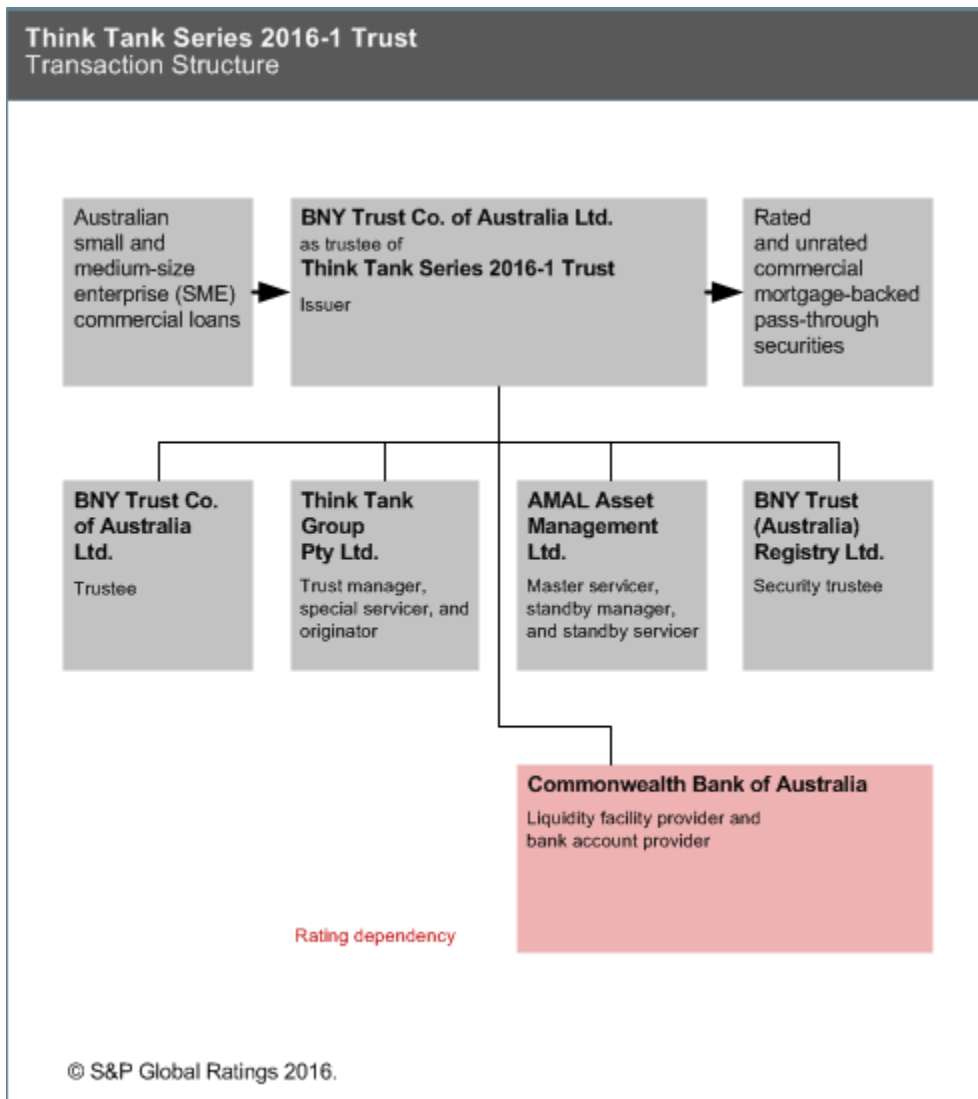 Think Tank Series 2016-1 Trust
Transaction Structure
Australian
small and
medium-size
enterprise (SME)
commercial loans
BNY Trust Co. of Australia Ltd.
as trustee of
Think Tank Series 2016-1 Trust
Issuer
Rated
and unrated
commercial
mortgage-backed
pass-through
securities
BNY Trust Co.
of Australia
Ltd.
Trustee
Think Tank
Group
Pty Ltd.
Trust manager,
special servicer, and
originator
AMAL Asset
Management
Ltd.
Master servicer,
standby manager,
and standby servicer
BNY Trust
(Australia)
Registry Ltd.
Security trustee
Commonwealth Bank of Australia
Liquidity facility provider and
bank account provider
Rating dependency
© S&P Global Ratings 2016.